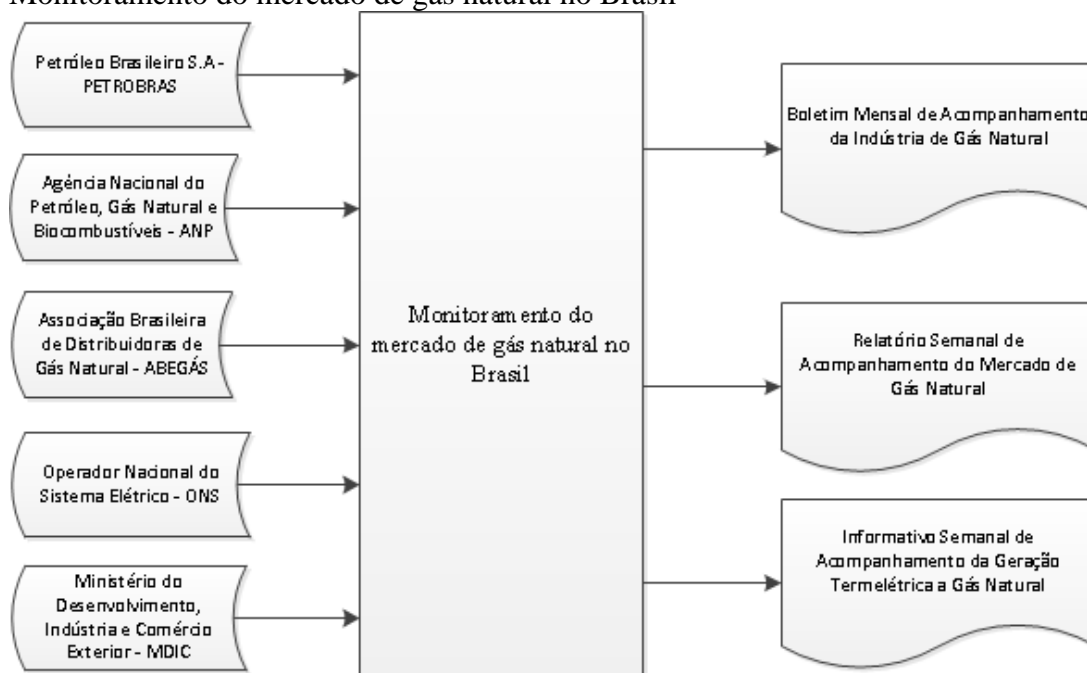 Monitoramento do mercado de gás natural no Brasil
Petróleo Brasileiro S.A -
PETROBRAS
Agência Nacional do
Petróleo, Gás Natural e
Biocombustíveis - ANP
Associação Brasileira
de Distribuidoras de
Gás Natural - ABEGÁS
Operador Nacional do
Sistema Elétrico - ONS
Ministério do
Desenvolvimento,
Indústria e Comércio
Exterior - MDIC
Monitoramento do
mercado de gás natural no
Brasil
Boletim Mensal de Acompanhamento
da Indústria de Gás Natural
Relatório Semanal de
Acompanhamento do Mercado de
Gás Natural
Informativo Semanal de
Acompanhamento da Geração
Termelétrica a Gás Natural